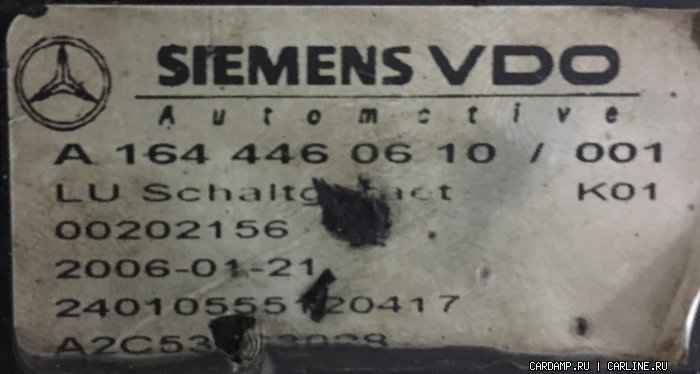 SIEMENS VDO
Automotive
A 164 446 06 10 / 001
LU K01
00202156
2006-01-21
CARDAMP.RU | CARLINE.RU